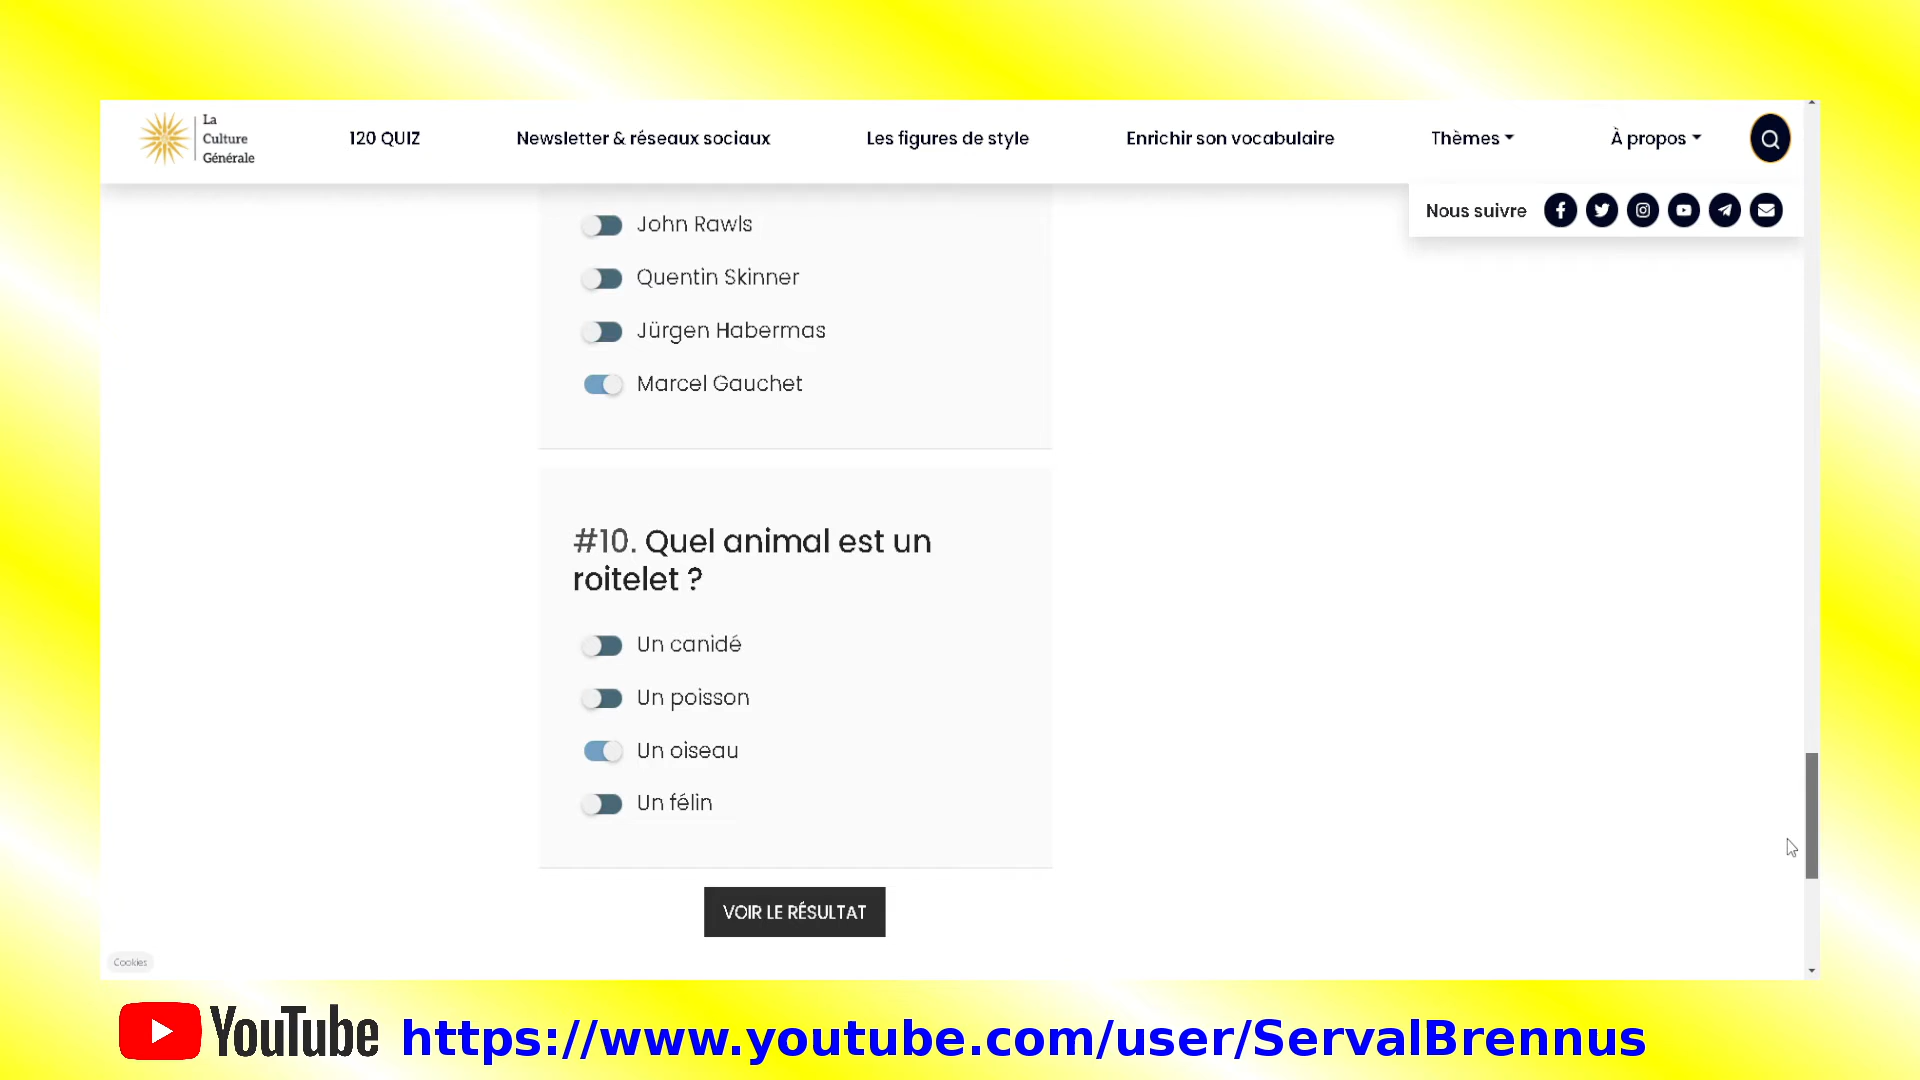 La
Culture
Générale
120 QUIZ
Newsletter & réseaux sociaux
Les figures de style
Enrichir son vocabulaire
Thèmes
À propos
Nous suivre
John Rawls
Quentin Skinner
Jürgen Habermas
Marcel Gauchet
#10. Quel animal est un
roitelet ?
Un canidé
Un poisson
Un oiseau
Un félin
VOIR LE RÉSULTAT
Cookies
YouTube https://www.youtube.com/user/ServalBrennus